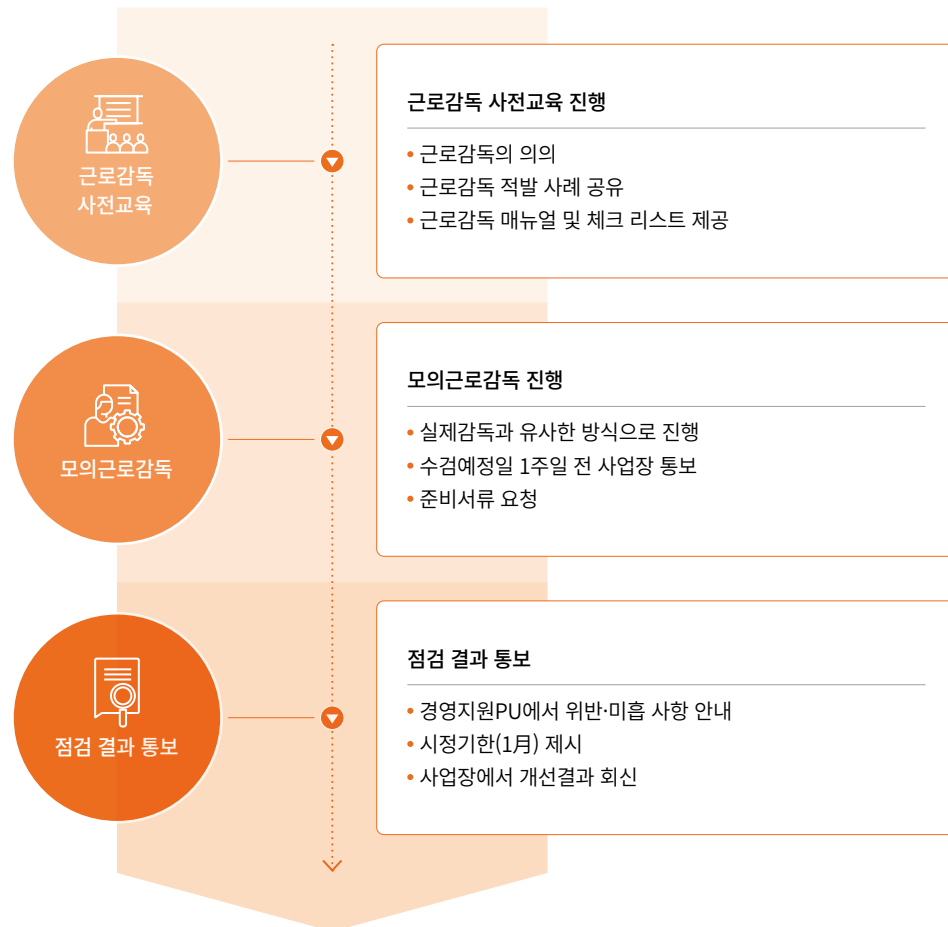 근로감독
사전교육
근로감독 사전교육 진행
• 근로감독의 의의
• 근로감독 적발 사례 공유
• 근로감독 매뉴얼 및 체크 리스트 제공
모의근로감독
모의근로감독 진행
• 실제감독과 유사한 방식으로 진행
• 수검예정일 1주일 전 사업장 통보
• 준비서류 요청
점검 결과 통보
점검 결과 통보
• 경영지원PU에서 위반·미흡 사항 안내
• 시정기한(1月) 제시
• 사업장에서 개선결과 회신